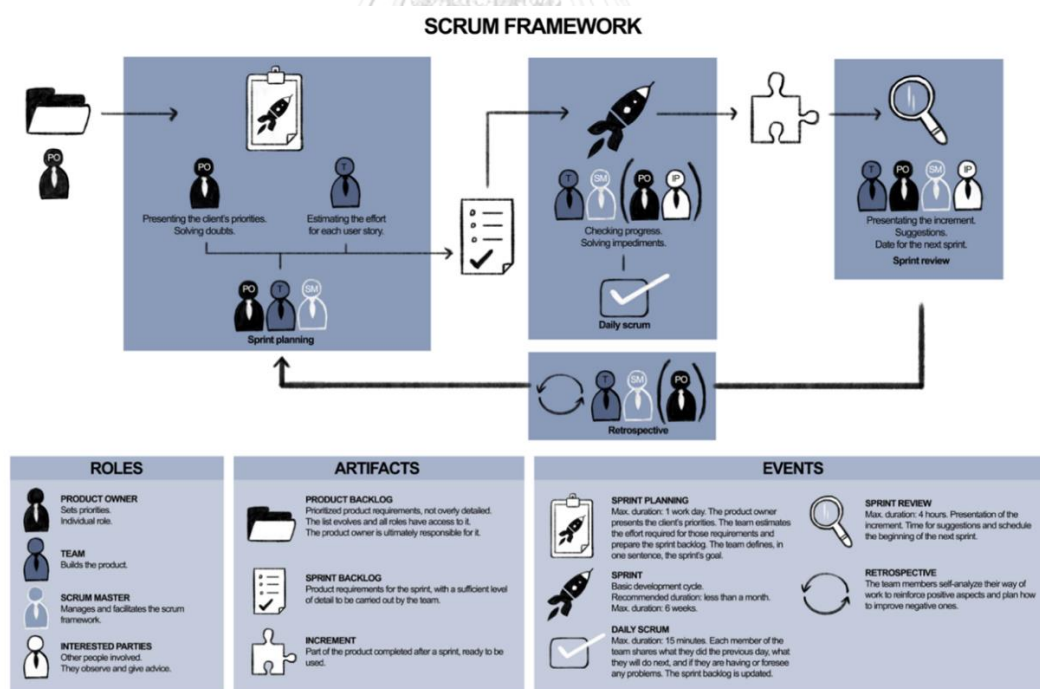 SCRUM FRAMEWORK
PO
PO
Presenting the client's priorities.
Solving doubts.
T
Estimating the effort
for each user story.
PO T SM
Sprint planning
T SM PO IP
Checking progress.
Solving impediments.
Daily scrum
T PO SM IP
Presentating the increment.
Suggestions.
Date for the next sprint.
Sprint review
T SM PO
Retrospective
ROLES
PRODUCT OWNER
Sets priorities.
Individual role.
TEAM
Builds the product.
SCRUM MASTER
Manages and facilitates the scrum
framework.
INTERESTED PARTIES
Other people involved.
They observe and give advice.
ARTIFACTS
PRODUCT BACKLOG
Prioritized product requirements, not overly detailed.
The list evolves and all roles have access to it.
The product owner is ultimately responsible for it.
SPRINT BACKLOG
Product requirements for the sprint, with a sufficient level
of detail to be carried out by the team.
INCREMENT
Part of the product completed after a sprint, ready to be
used.
EVENTS
SPRINT PLANNING
Max. duration: 1 work day. The product owner
presents the client's priorities. The team estimates
the effort required for those requirements and
prepare the sprint backlog. The team defines, in
one sentence, the sprint's goal.
SPRINT
Basic development cycle.
Recommended duration: less than a month.
Max. duration: 6 weeks.
DAILY SCRUM
Max. duration: 15 minutes. Each member of the
team shares what they did the previous day, what
they will do next, and if they are having or foresee
any problems. The sprint backlog is updated.
SPRINT REVIEW
Max. duration: 4 hours. Presentation of the
increment. Time for suggestions and schedule
the beginning of the next sprint.
RETROSPECTIVE
The team members self-analyze their way of
work to reinforce positive aspects and plan how
to improve negative ones.